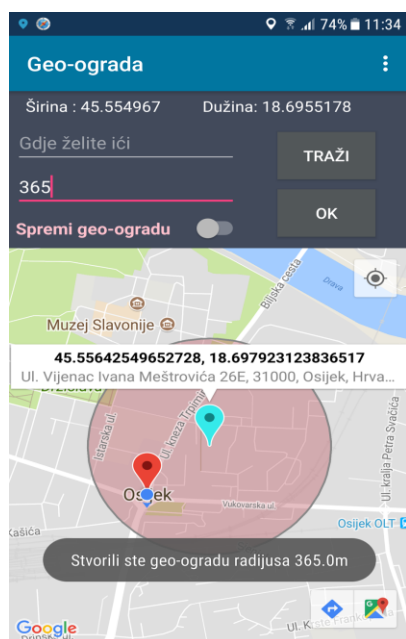 74% 11:34
Geo-ograda
Širina : 45.554967 Dužina: 18.6955178
Gdje želite ići
TRAŽI
365
Spremi geo-ogradu
OK
Biljska cesta
Drava
Muzej Slavonije
45.55642549652728, 18.697923123836517
Ul. Vijenac Ivana Meštrovića 26E, 31000, Osijek, Hrva...
Istarska ul.
Ul. kneza Trpimira
Ul. kralja Petra Svačića
Osijek
Vukovarska ul.
Osijek OLT
Kašića
Stvorili ste geo-ogradu radijusa 365.0m
Google
Ul. K